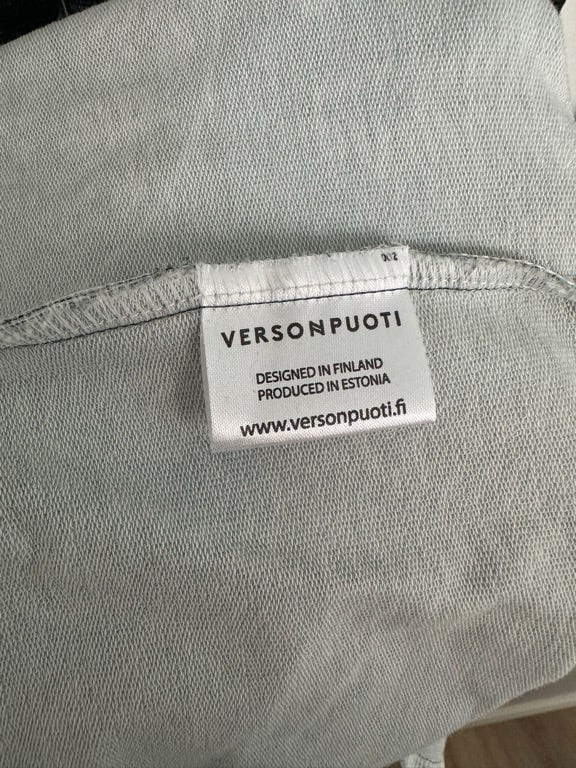 VERSONPUOTI
DESIGNED IN FINLAND
PRODUCED IN ESTONIA
www.versonpuoti.fi